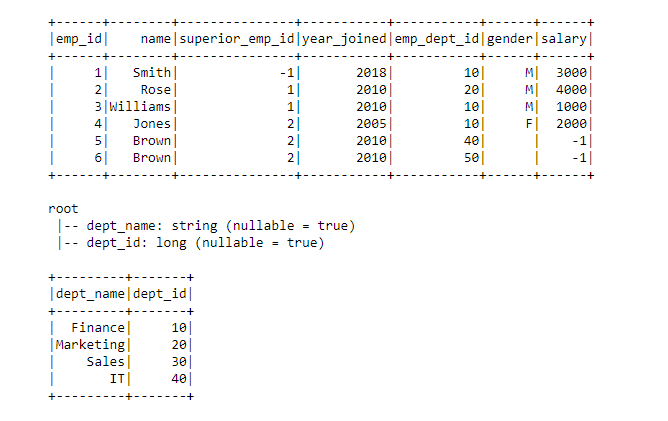 +------+--------+---------------+-----------+-----------+------+------+
|emp_id|    name|superior_emp_id|year_joined|emp_dept_id|gender|salary|
+------+--------+---------------+-----------+-----------+------+------+
|     1|   Smith|             -1|       2018|         10|     M|  3000|
|     2|    Rose|              1|       2010|         20|     M|  4000|
|     3|Williams|              1|       2010|         10|     M|  1000|
|     4|   Jones|              2|       2005|         10|     F|  2000|
|     5|   Brown|              2|       2010|         40|      |    -1|
|     6|   Brown|              2|       2010|         50|      |    -1|
+------+--------+---------------+-----------+-----------+------+------+
root
 |-- dept_name: string (nullable = true)
 |-- dept_id: long (nullable = true)
+---------+-------+
|dept_name|dept_id|
+---------+-------+
|  Finance|     10|
|Marketing|     20|
|    Sales|     30|
|       IT|     40|
+---------+-------+